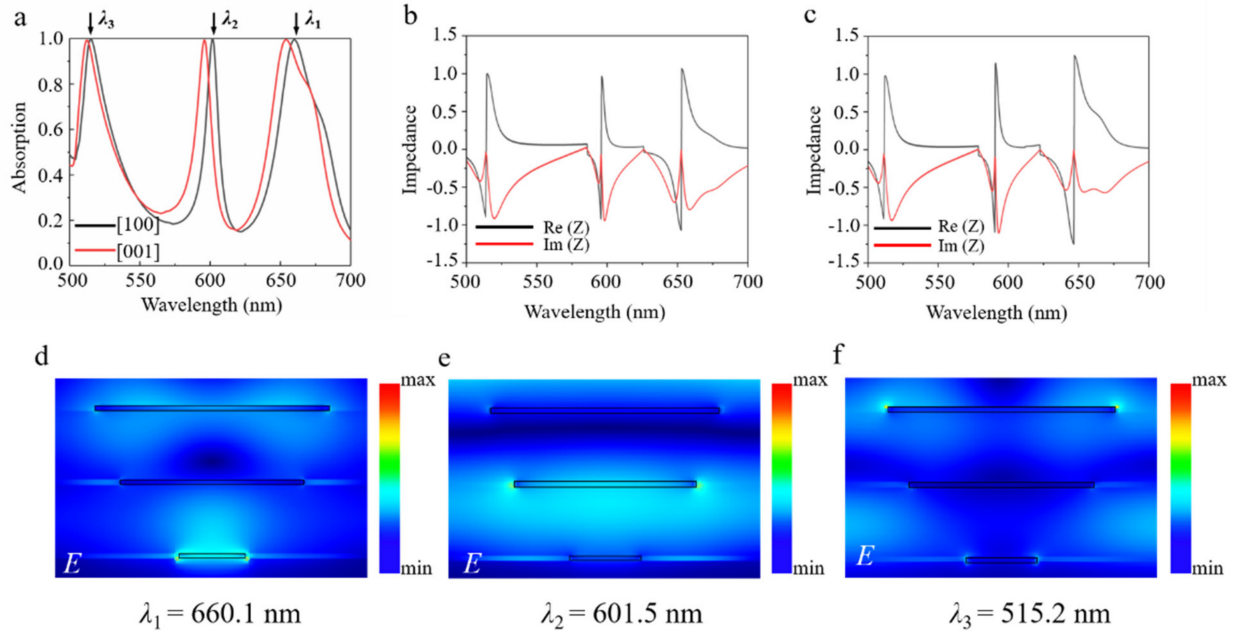 a
λ3
λ2
λ1
Absorption
1.0
0.8
0.6
0.4
0.2
0.0
[100]
[001]
500 550 600 650 700
Wavelength (nm)
b
Impedance
1.5
1.0
0.5
0.0
-0.5
-1.0
-1.5
Re (Z)
Im (Z)
500 550 600 650 700
Wavelength (nm)
c
Impedance
1.5
1.0
0.5
0.0
-0.5
-1.0
-1.5
Re (Z)
Im (Z)
500 550 600 650 700
Wavelength (nm)
d
E
max
min
λ1 = 660.1 nm
e
E
max
min
λ2 = 601.5 nm
f
E
max
min
λ3 = 515.2 nm